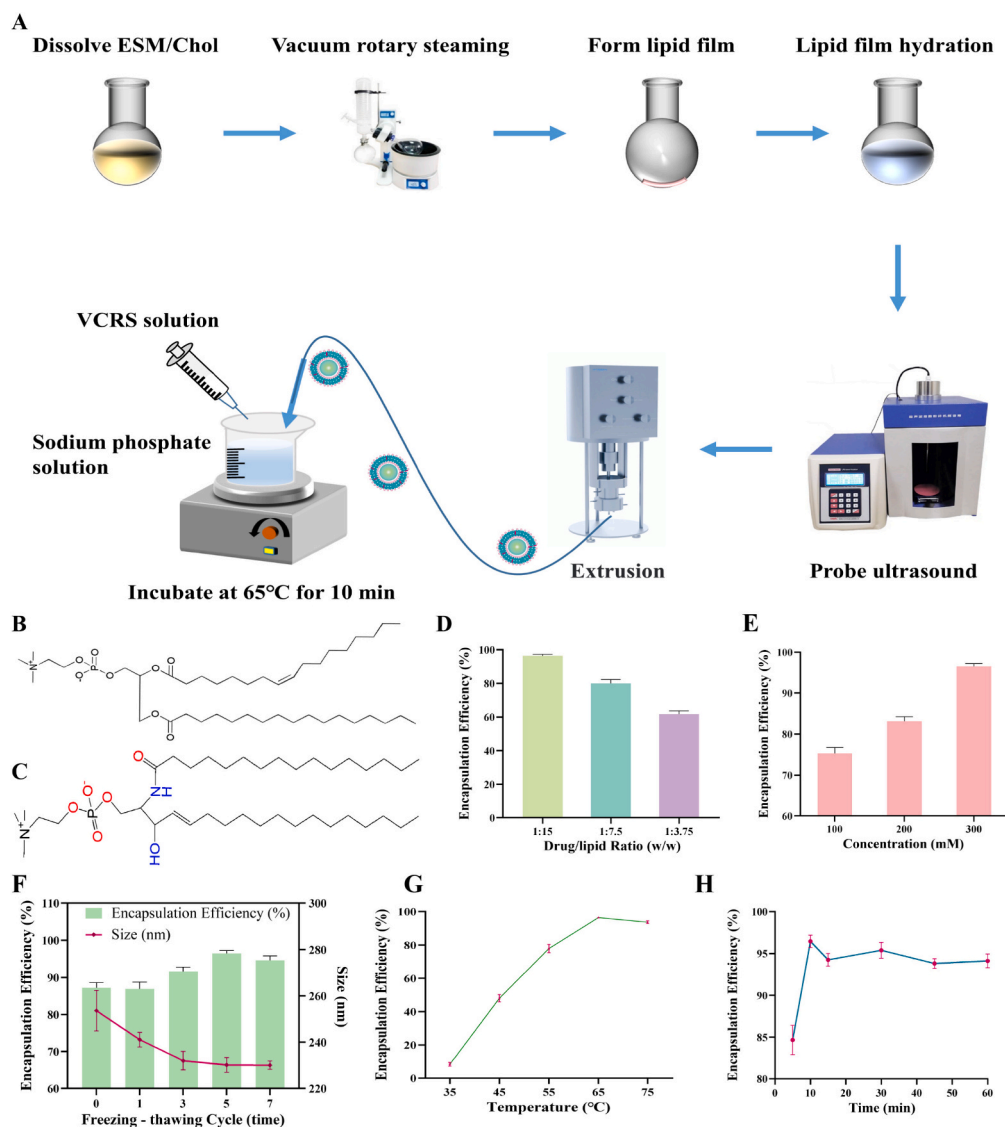 A
Dissolve ESM/Chol
Vacuum rotary steaming
Form lipid film
Lipid film hydration
VCRS solution
Sodium phosphate
solution
Incubate at 65℃ for 10 min
Extrusion
Probe ultrasound
B
N+
O
P
O
O-
O
O
O
O
O
C
O
N
H
O-
O
P
O
O
N+
HO
D
Encapsulation Efficiency (%)
100
80
60
40
20
0
1:15
1:7.5
1:3.75
Drug/lipid Ratio (w/w)
E
Encapsulation Efficiency (%)
100
90
80
70
60
100
200
300
Concentration (mM)
F
Encapsulation Efficiency (%)
110
100
90
80
70
60
Encapsulation Efficiency (%)
Size (nm)
300
280
260
240
220
Size (nm)
0
1
3
5
7
Freezing - thawing Cycle (time)
G
Encapsulation Efficiency (%)
100
80
60
40
20
0
35
45
55
65
75
Temperature (℃)
H
Encapsulation Efficiency (%)
100
95
90
85
80
0
10
20
30
40
50
60
Time (min)